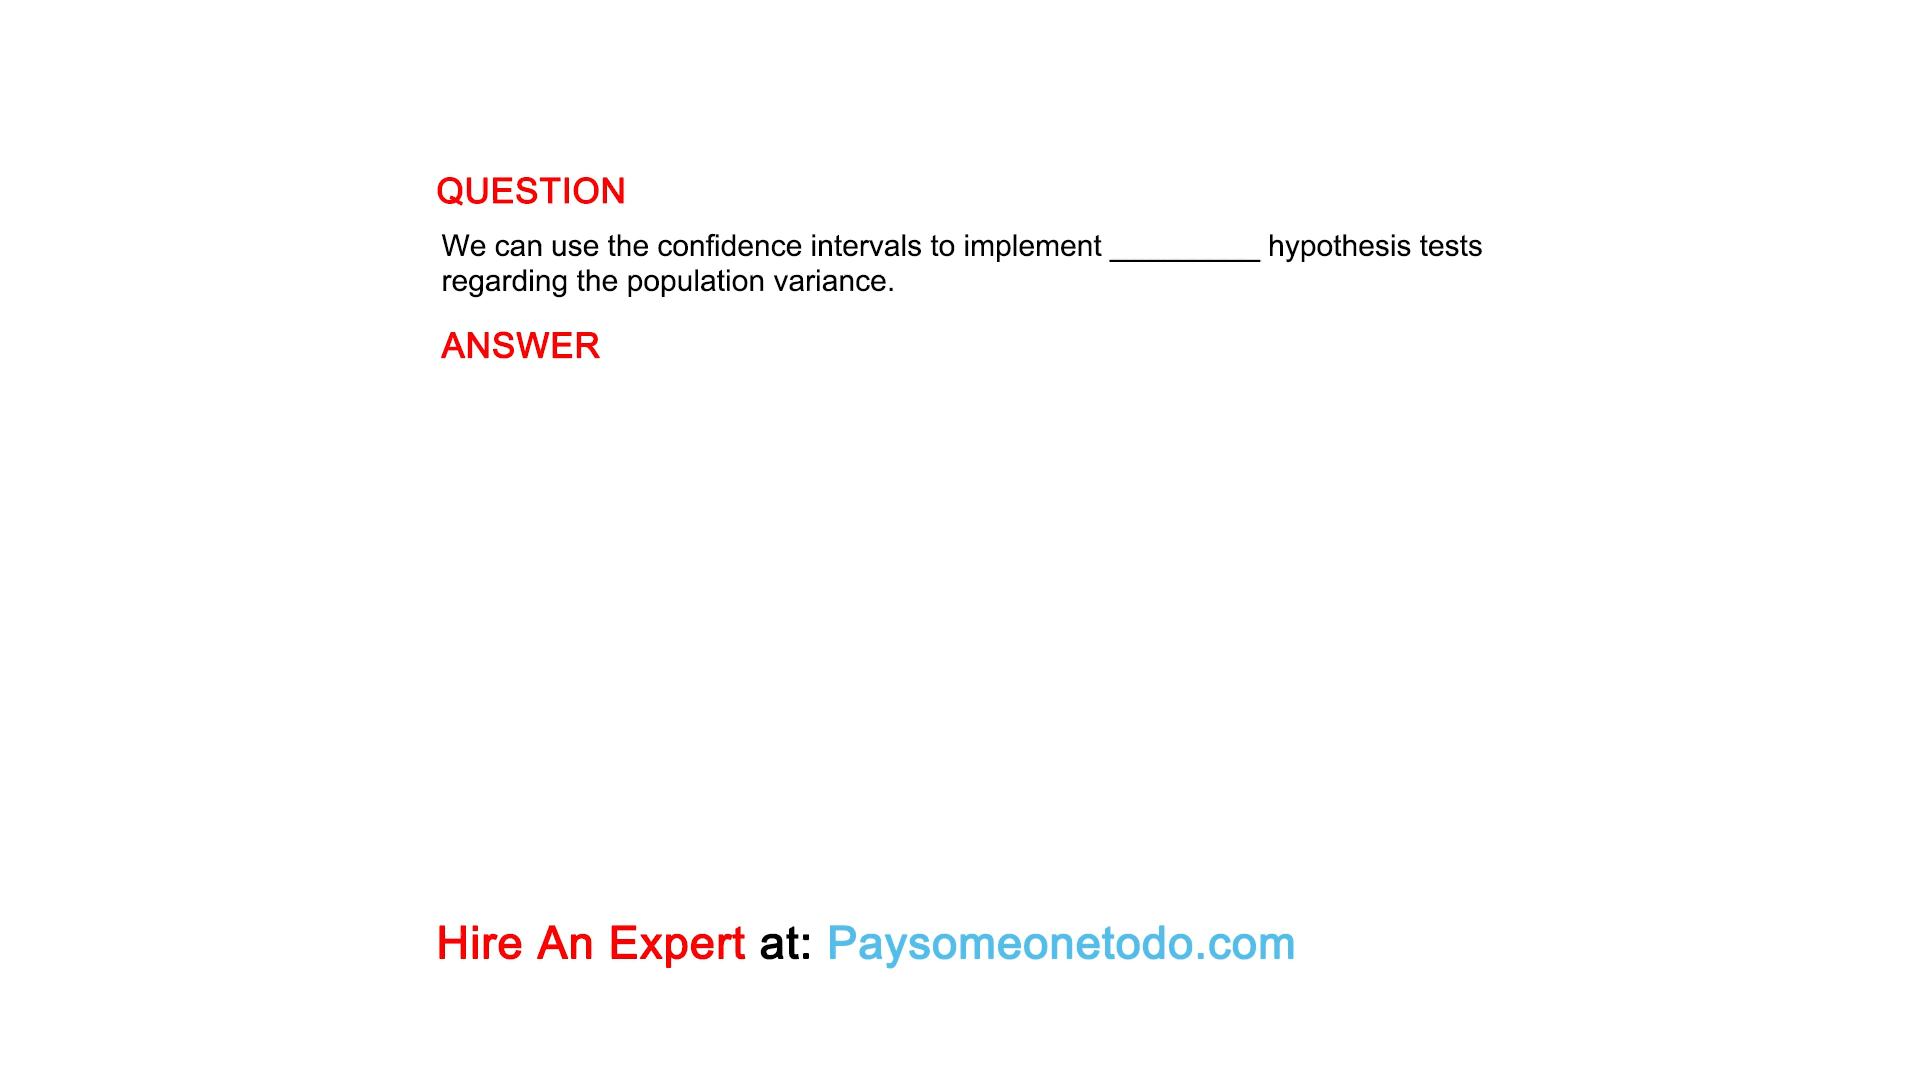 QUESTION
We can use the confidence intervals to implement _________ hypothesis tests
regarding the population variance.
ANSWER
Hire An Expert at: Paysomeonetodo.com